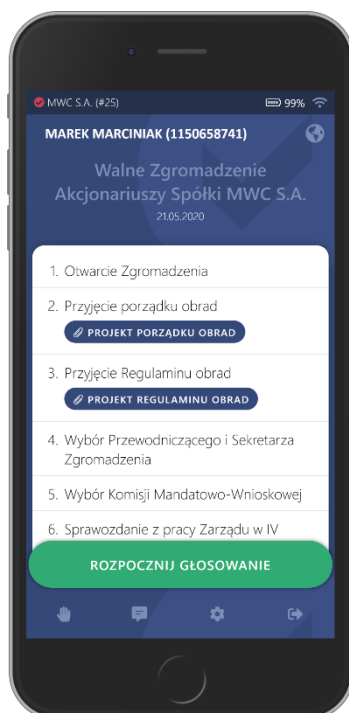 MWC S.A. (#25) 99%
MAREK MARCINIAK (1150658741)
Walne Zgromadzenie
Akcjonariuszy Spółki MWC S.A.
21.05.2020
1. Otwarcie Zgromadzenia
2. Przyjęcie porządku obrad
PROJEKT PORZĄDKU OBRAD
3. Przyjęcie Regulaminu obrad
PROJEKT REGULAMINU OBRAD
4. Wybór Przewodniczącego i Sekretarza
Zgromadzenia
5. Wybór Komisji Mandatowo-Wnioskowej
6. Sprawozdanie z pracy Zarządu w IV
ROZPOCZNIJ GŁOSOWANIE